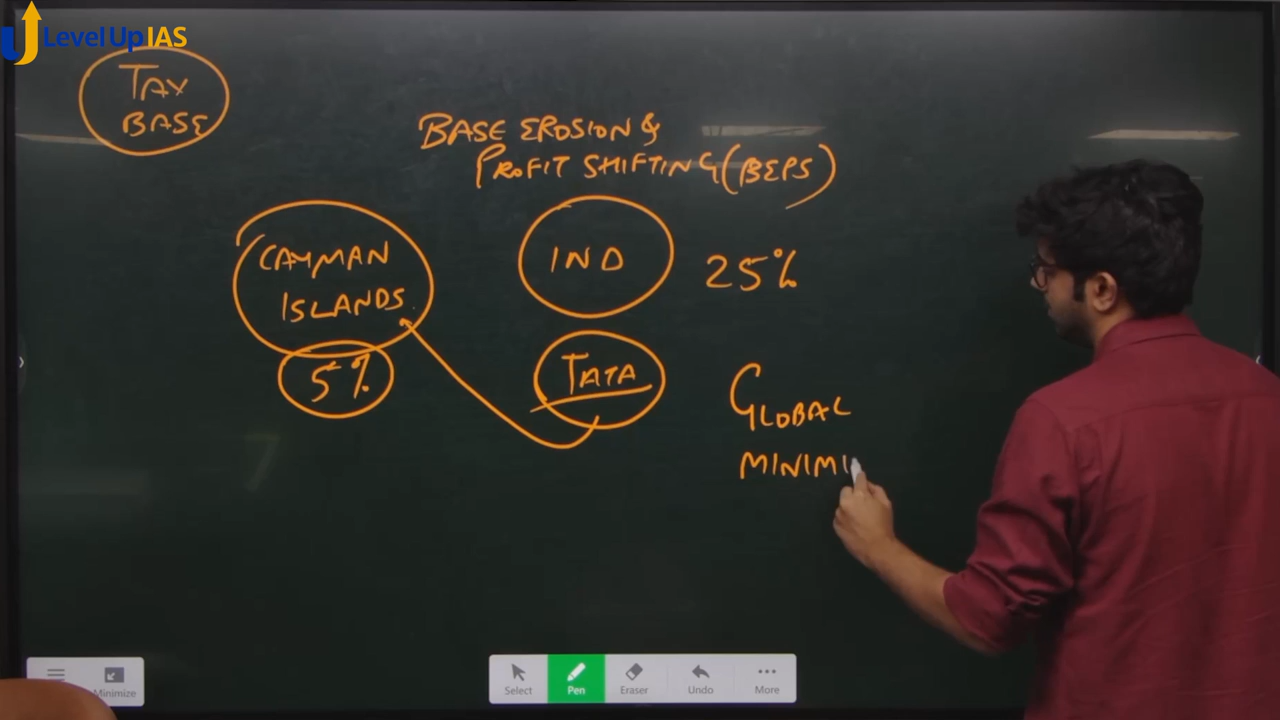 Level Up IAS
TAX
BASE
BASE EROSION &
PROFIT SHIFTING (BEPS)
CAYMAN
ISLANDS
5%
IND
25%
TATA
GLOBAL
MINIMU
Minimize
Select
Pen
Eraser
Undo
More